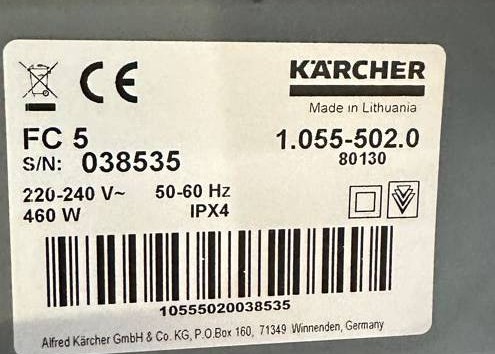 CE
KÄRCHER
Made in Lithuania
FC 5
1.055-502.0
S/N: 038535
80130
220-240 V~ 50-60 Hz
460 W IPX4
10555020038535
Alfred Kärcher GmbH & Co. KG, P.O.Box 160, 71349 Winnenden, Germany